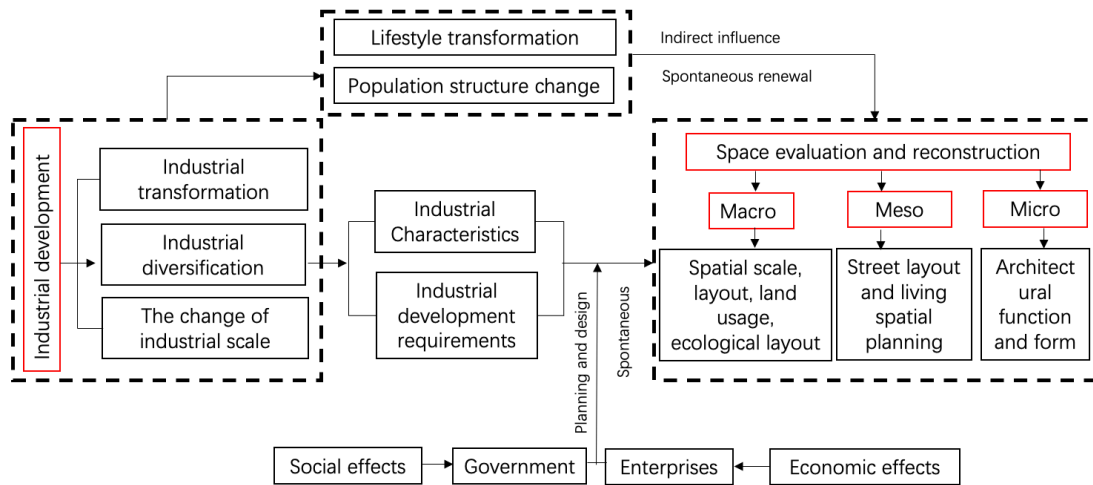 Lifestyle transformation
Population structure change
Indirect influence
Spontaneous renewal
Industrial development
Industrial
transformation
Industrial
diversification
The change of
industrial scale
Industrial
Characteristics
Industrial
development
requirements
Planning and design
Spontaneous
Space evaluation and reconstruction
Macro
Meso
Micro
Spatial scale,
layout, land
usage,
ecological layout
Street layout
and living
spatial
planning
Architect
ural
function
and form
Social effects
Government
Enterprises
Economic effects